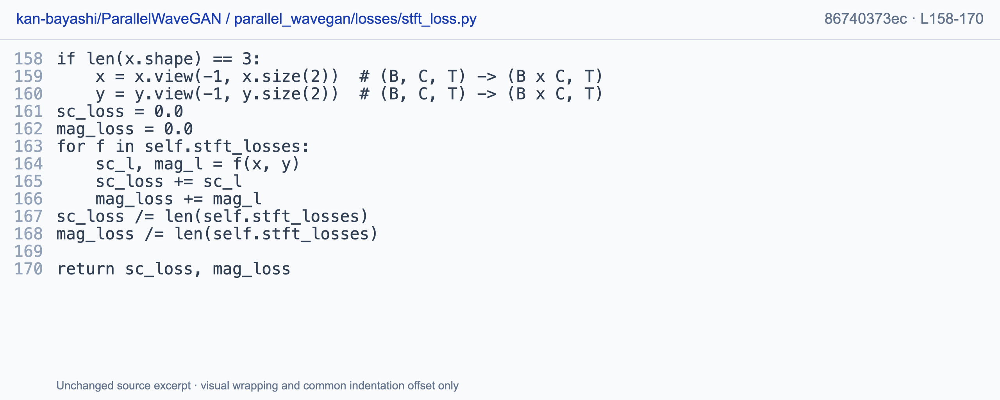 kan-bayashi/ParallelWaveGAN / parallel_wavegan/losses/stft_loss.py
86740373ec · L158-170
158 if len(x.shape) == 3:
159     x = x.view(-1, x.size(2))  # (B, C, T) -> (B x C, T)
160     y = y.view(-1, y.size(2))  # (B, C, T) -> (B x C, T)
161 sc_loss = 0.0
162 mag_loss = 0.0
163 for f in self.stft_losses:
164     sc_l, mag_l = f(x, y)
165     sc_loss += sc_l
166     mag_loss += mag_l
167 sc_loss /= len(self.stft_losses)
168 mag_loss /= len(self.stft_losses)
169
170 return sc_loss, mag_loss
Unchanged source excerpt · visual wrapping and common indentation offset only